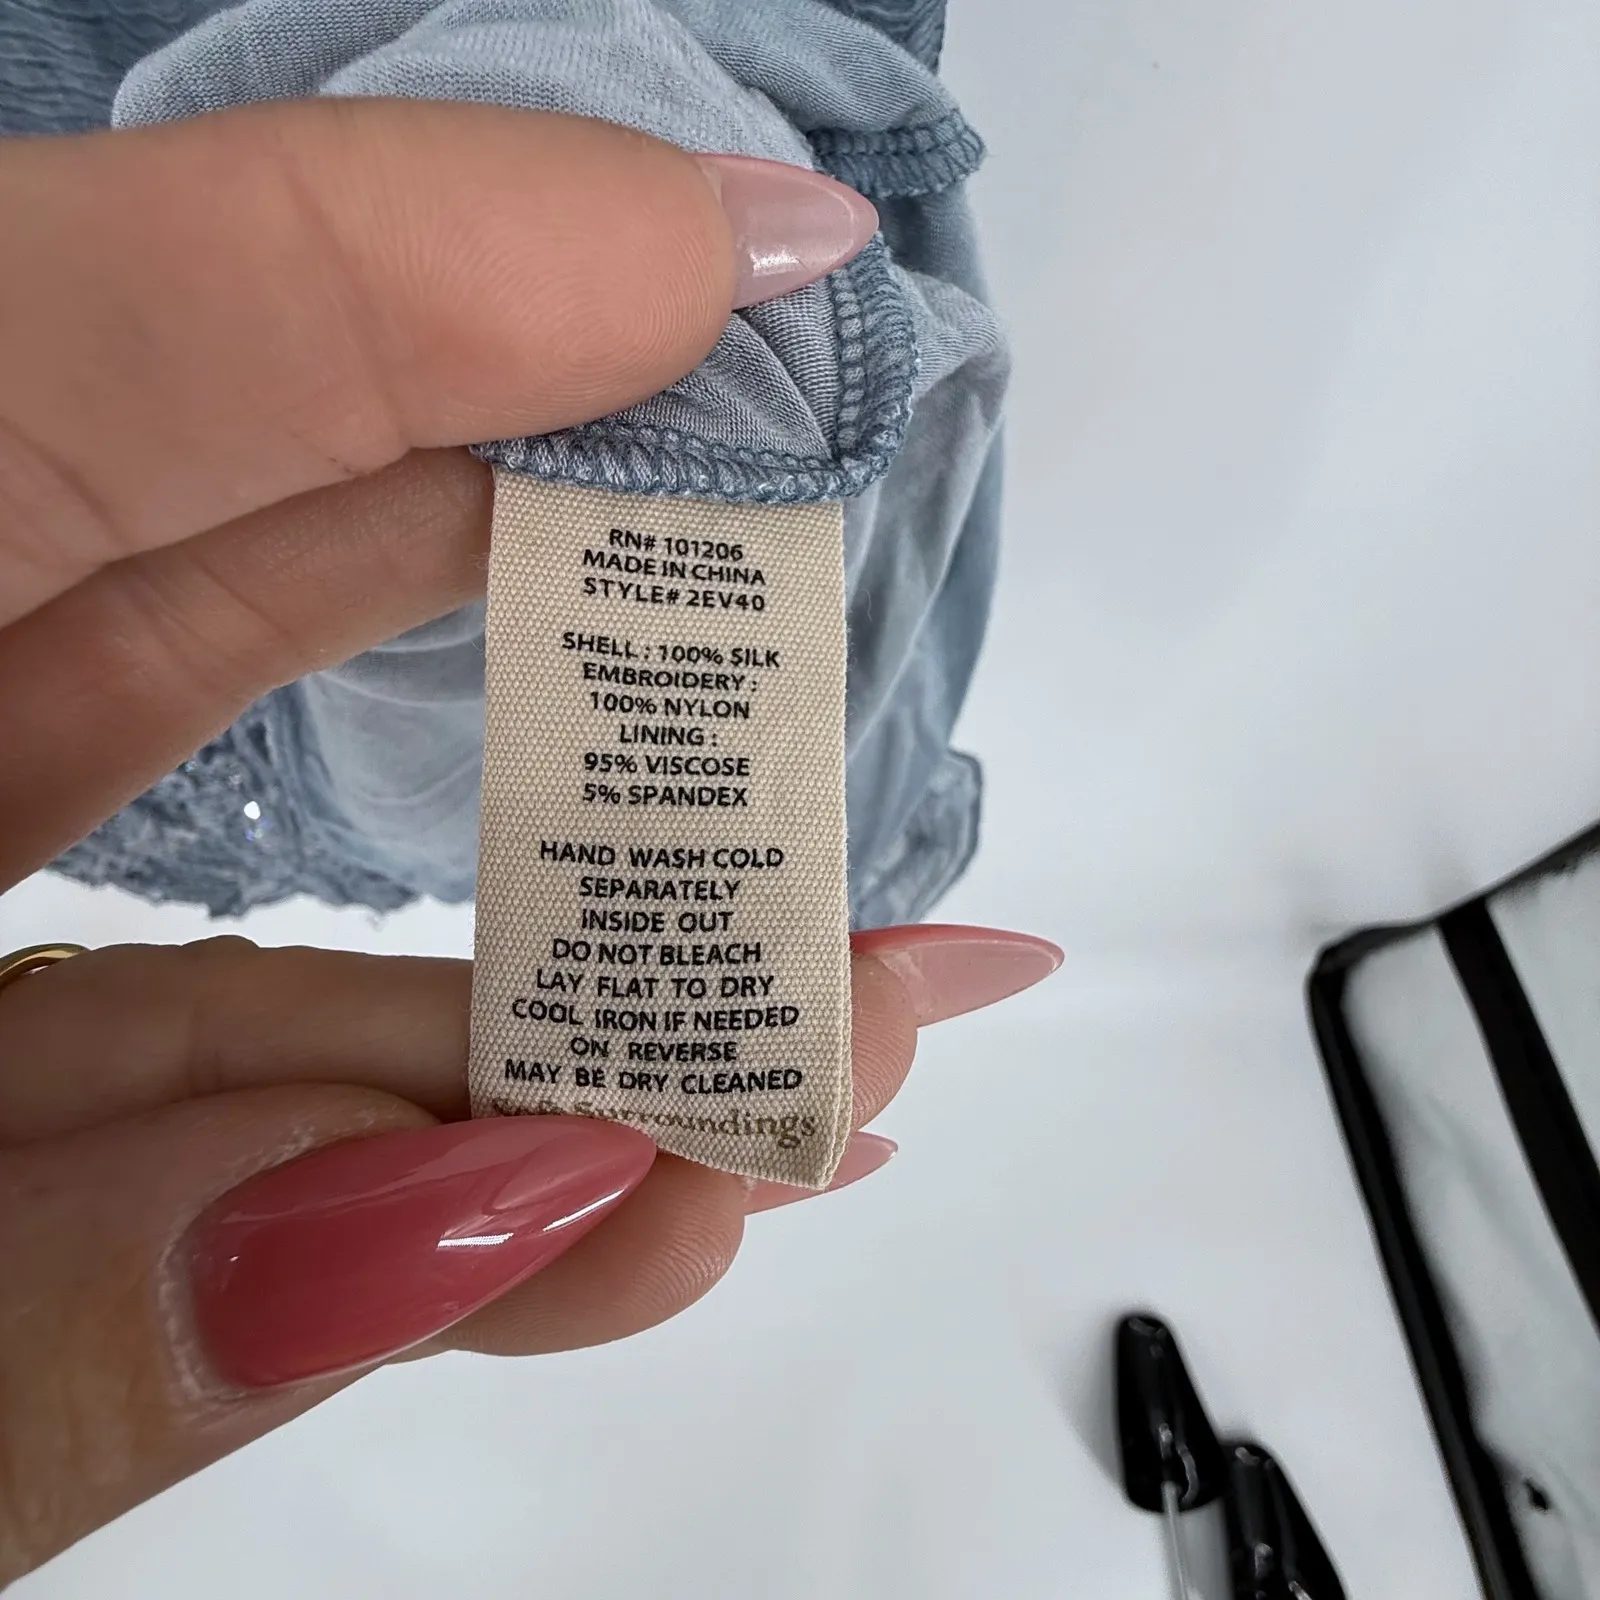 RN# 101206
MADE IN CHINA
STYLE# 2EV40
SHELL : 100% SILK
EMBROIDERY :
100% NYLON
LINING :
95% VISCOSE
5% SPANDEX
HAND WASH COLD
SEPARATELY
INSIDE OUT
DO NOT BLEACH
LAY FLAT TO DRY
COOL IRON IF NEEDED
ON REVERSE
MAY BE DRY CLEANED
Surroundings